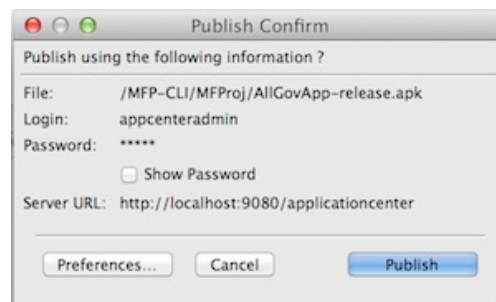 Publish Confirm
Publish using the following information ?
File: /MFP-CLI/MFProj/AllGovApp-release.apk
Login: appcenteradmin
Password: *****
Show Password
Server URL: http://localhost:9080/applicationcenter
Preferences... Cancel Publish